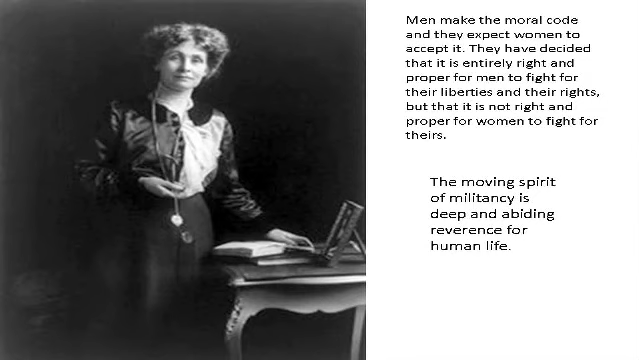 Men make the moral code
and they expect women to
accept it. They have decided
that it is entirely right and
proper for men to fight for
their liberties and their rights,
but that it is not right and
proper for women to fight for
theirs.
The moving spirit
of militancy is
deep and abiding
reverence for
human life.